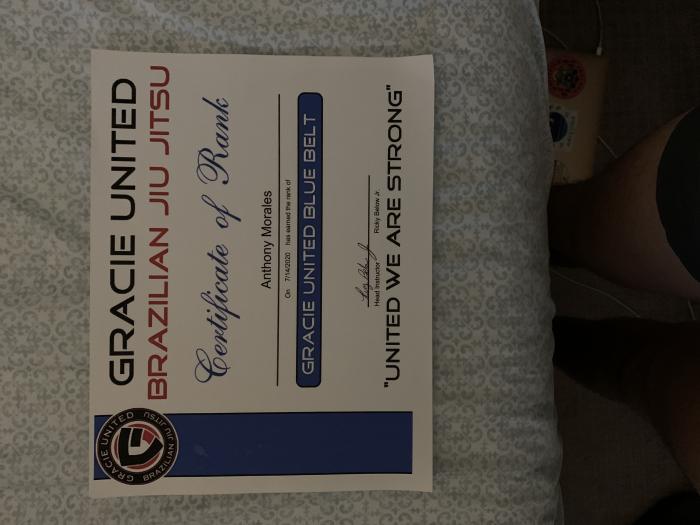 GRACIE UNITED
BRAZILIAN JIU JITSU
Certificate of Rank
Anthony Morales
On 7/14/2020 has earned the rank of
GRACIE UNITED BLUE BELT
Head Instructor Ricky Below Jr.
"UNITED WE ARE STRONG"
GRACIE UNITED
BRAZILIAN JIU JITSU